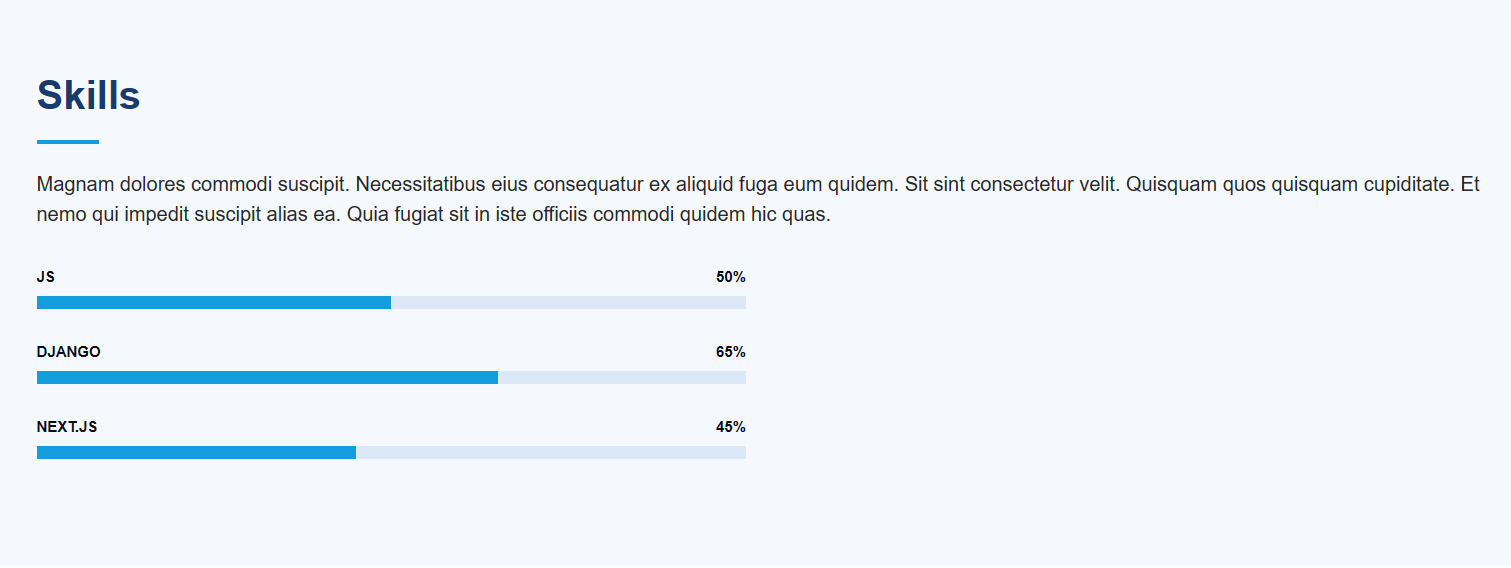 Skills
Magnam dolores commodi suscipit. Necessitatibus eius consequatur ex aliquid fuga eum quidem. Sit sint consectetur velit. Quisquam quos quisquam cupiditate. Et
nemo qui impedit suscipit alias ea. Quia fugiat sit in iste officiis commodi quidem hic quas.
JS 50%
DJANGO 65%
NEXT.JS 45%